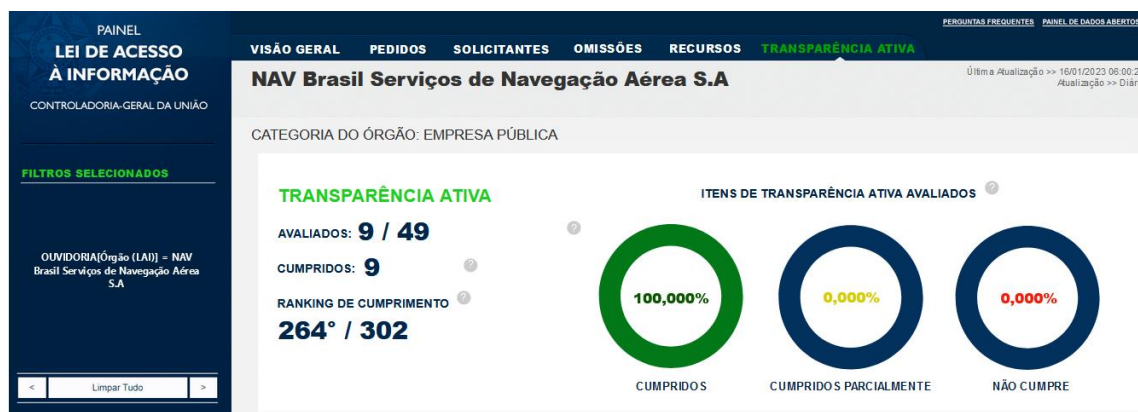 PAINEL
LEI DE ACESSO
À INFORMAÇÃO
CONTROLADORIA-GERAL DA UNIÃO
FILTROS SELECIONADOS
OUVIDORIA[Órgão (LAI)] = NAV
Brasil Serviços de Navegação Aérea
S.A
< Limpar Tudo >
PERGUNTAS FREQUENTES PAINEL DE DADOS ABERTOS
VISÃO GERAL PEDIDOS SOLICITANTES OMISSÕES RECURSOS TRANSPARÊNCIA ATIVA
NAV Brasil Serviços de Navegação Aérea S.A
Última Atualização >> 16/01/2023 06:00:2
Atualização >> Diár
CATEGORIA DO ÓRGÃO: EMPRESA PÚBLICA
TRANSPARÊNCIA ATIVA
AVALIADOS: 9 / 49 ?
CUMPRIDOS: 9 ?
RANKING DE CUMPRIMENTO ?
264° / 302
ITENS DE TRANSPARÊNCIA ATIVA AVALIADOS ?
100,000% 0,000% 0,000%
CUMPRIDOS CUMPRIDOS PARCIALMENTE NÃO CUMPRE